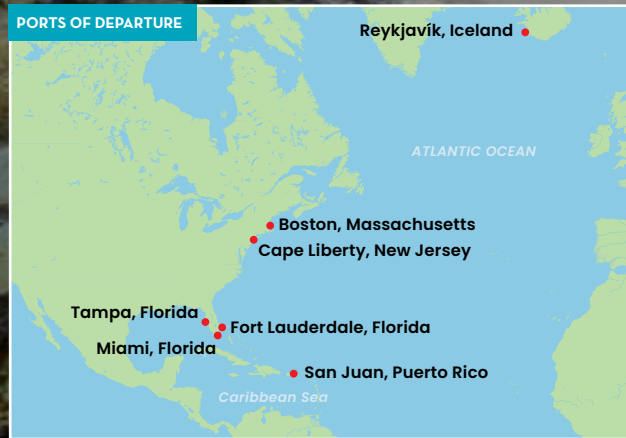 PORTS OF DEPARTURE
Reykjavík, Iceland
ATLANTIC OCEAN
Boston, Massachusetts
Cape Liberty, New Jersey
Tampa, Florida
Fort Lauderdale, Florida
Miami, Florida
San Juan, Puerto Rico
Caribbean Sea